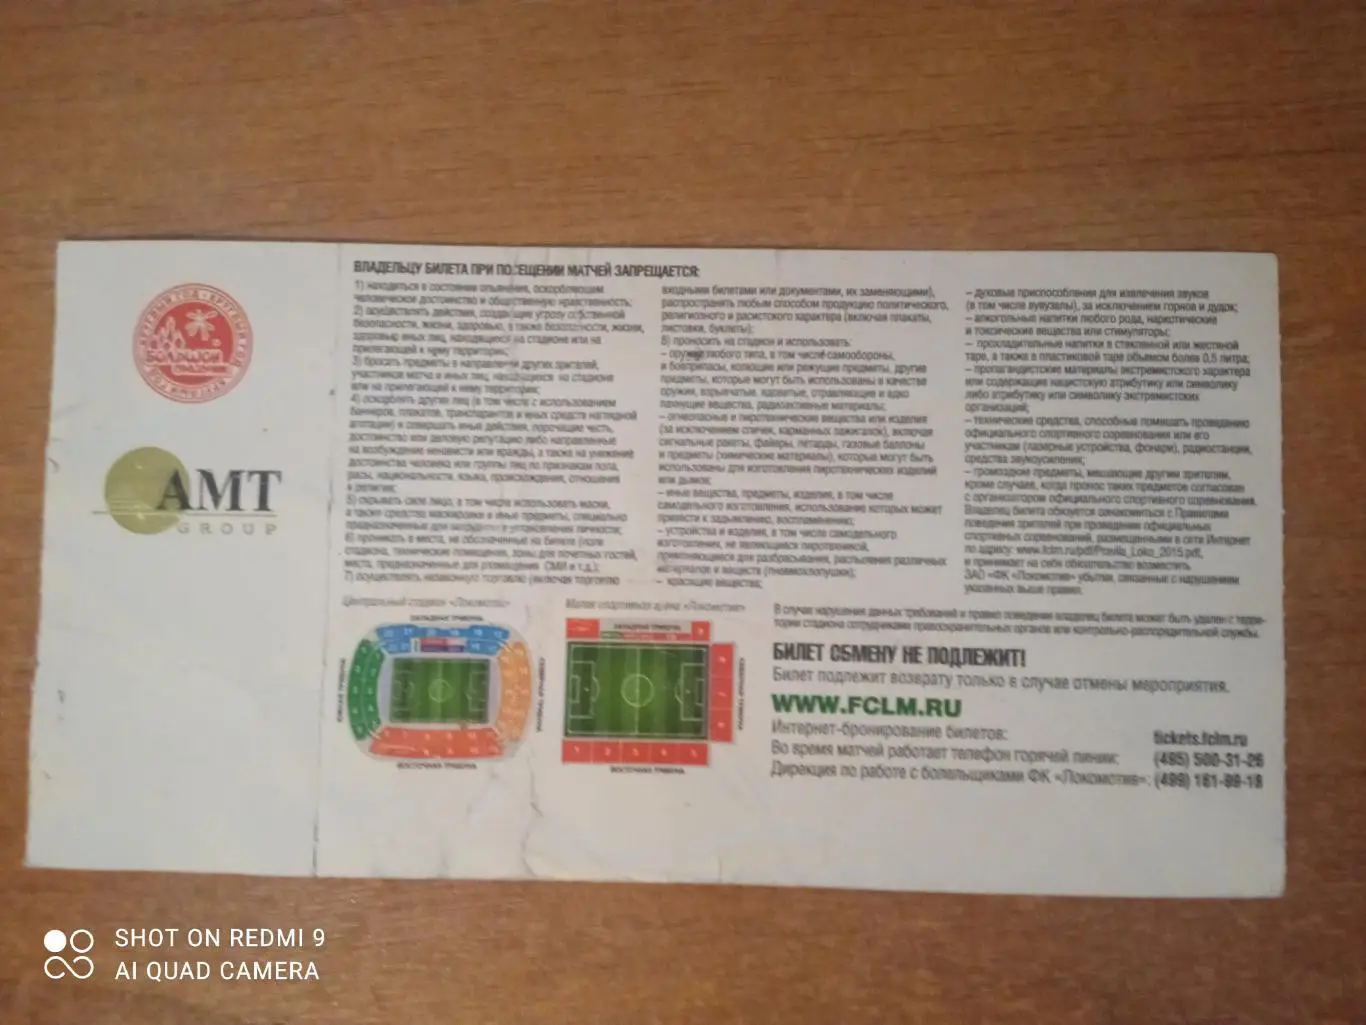 ВЛАДЕЛЬЦУ БИЛЕТА ПРИ ПОСЕЩЕНИИ МАТЧЕЙ ЗАПРЕЩАЕТСЯ:
1) находиться в состоянии опьянения, оскорбляющем
человеческое достоинство и общественную нравственность;
2) осуществлять действия, создающие угрозу собственной
безопасности, жизни, здоровью, а также безопасности, жизни,
здоровью иных лиц, находящихся на стадионе или на
прилегающей к нему территории;
3) бросать предметы в направлении других зрителей,
участников матча и иных лиц, находящихся на стадионе
или на прилегающей к нему территории;
4) оскорблять других лиц (в том числе с использованием
баннеров, плакатов, транспарантов и иных средств наглядной
агитации) и совершать иные действия, порочащие честь,
достоинство или деловую репутацию либо направленные
на возбуждение ненависти или вражды, а также на унижение
достоинства человека или группы лиц по признакам пола,
расы, национальности, языка, происхождения, отношения
к религии;
5) скрывать свое лицо, в том числе использовать маски,
а также средства маскировки и иные предметы, специально
предназначенные для затруднения установления личности;
6) проникать в места, не обозначенные на билете (поле
стадиона, технические помещения, зоны для почетных гостей,
места, предназначенные для размещения СМИ и т.д.);
7) осуществлять незаконную торговлю (включая торговлю
входными билетами или документами, их заменяющими),
распространять любым способом продукцию политического,
религиозного и расистского характера (включая плакаты,
листовки, буклеты);
8) проносить на стадион и использовать:
– оружие любого типа, в том числе самообороны,
и боеприпасы, колющие или режущие предметы, другие
предметы, которые могут быть использованы в качестве
оружия, взрывчатые, ядовитые, отравляющие и едко
пахнущие вещества, радиоактивные материалы;
– огнеопасные и пиротехнические вещества или изделия
(за исключением спичек, карманных зажигалок), включая
сигнальные ракеты, файеры, петарды, газовые баллоны
и предметы (химические материалы), которые могут быть
использованы для изготовления пиротехнических изделий
или дымов;
– иные вещества, предметы, изделия, в том числе
самодельного изготовления, использование которых может
привести к задымлению, воспламенению;
– устройства и изделия, в том числе самодельного
изготовления, не являющиеся пиротехникой,
применяющиеся для разбрасывания, распыления различных
материалов и веществ (пневмохлопушки);
– красящие вещества;
– духовые приспособления для извлечения звуков
(в том числе вувузелы), за исключением горнов и дудок;
– алкогольные напитки любого рода, наркотические
и токсические вещества или стимуляторы;
– прохладительные напитки в стеклянной или жестяной
таре, а также в пластиковой таре объемом более 0,5 литра;
– пропагандистские материалы экстремистского характера
или содержащие нацистскую атрибутику или символику
либо атрибутику или символику экстремистских
организаций;
– технические средства, способные помешать проведению
официального спортивного соревнования или его
участникам (лазерные устройства, фонари), радиостанции,
средства звукоусиления;
– громоздкие предметы, мешающие другим зрителям,
кроме случаев, когда пронос таких предметов согласован
с организатором официального спортивного соревнования.
Владелец билета обязуется ознакомиться с Правилами
поведения зрителей при проведении официальных
спортивных соревнований, размещенными в сети Интернет
по адресу: www.fclm.ru/pdf/Pravila_Loko_2015.pdf,
и принимает на себя обязательство возместить
ЗАО «ФК «Локомотив» убытки, связанные с нарушениями
указанных выше правил.
БОЛЬШОЙ
ПРАЗДНИК
AMT
GROUP
Центральный стадион «Локомотив»
ЗАПАДНАЯ ТРИБУНА
ЮЖНАЯ ТРИБУНА
СЕВЕРНАЯ ТРИБУНА
ВОСТОЧНАЯ ТРИБУНА
Малая спортивная арена «Локомотив»
ЗАПАДНАЯ ТРИБУНА
СЕВЕРНАЯ ТРИБУНА
1 2 3 4 5
ВОСТОЧНАЯ ТРИБУНА
В случае нарушения данных требований и правил поведения владелец билета может быть удален с терри-
тории стадиона сотрудниками правоохранительных органов или контрольно-распорядительной службы.
БИЛЕТ ОБМЕНУ НЕ ПОДЛЕЖИТ!
Билет подлежит возврату только в случае отмены мероприятия.
WWW.FCLM.RU
Интернет-бронирование билетов: tickets.fclm.ru
Во время матчей работает телефон горячей линии: (495) 500-31-26
Дирекция по работе с болельщиками ФК «Локомотив»: (499) 161-99-18
SHOT ON REDMI 9
AI QUAD CAMERA